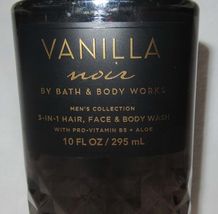 VANILLA
noir
BY BATH & BODY WORKS
MEN'S COLLECTION
3-IN-1 HAIR, FACE & BODY WASH
WITH PRO-VITAMIN B5 + ALOE
10 FL OZ / 295 mL